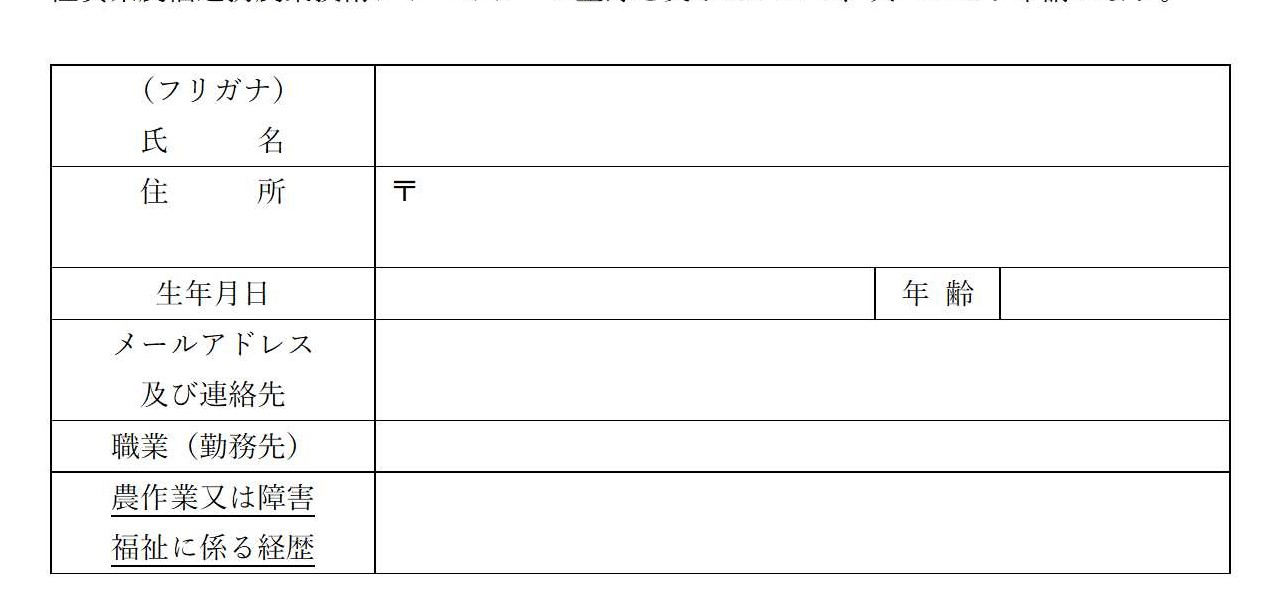 （フリガナ）
氏　　　名
住　　　所
〒
生年月日
年 齢
メールアドレス
及び連絡先
職業（勤務先）
農作業又は障害
福祉に係る経歴